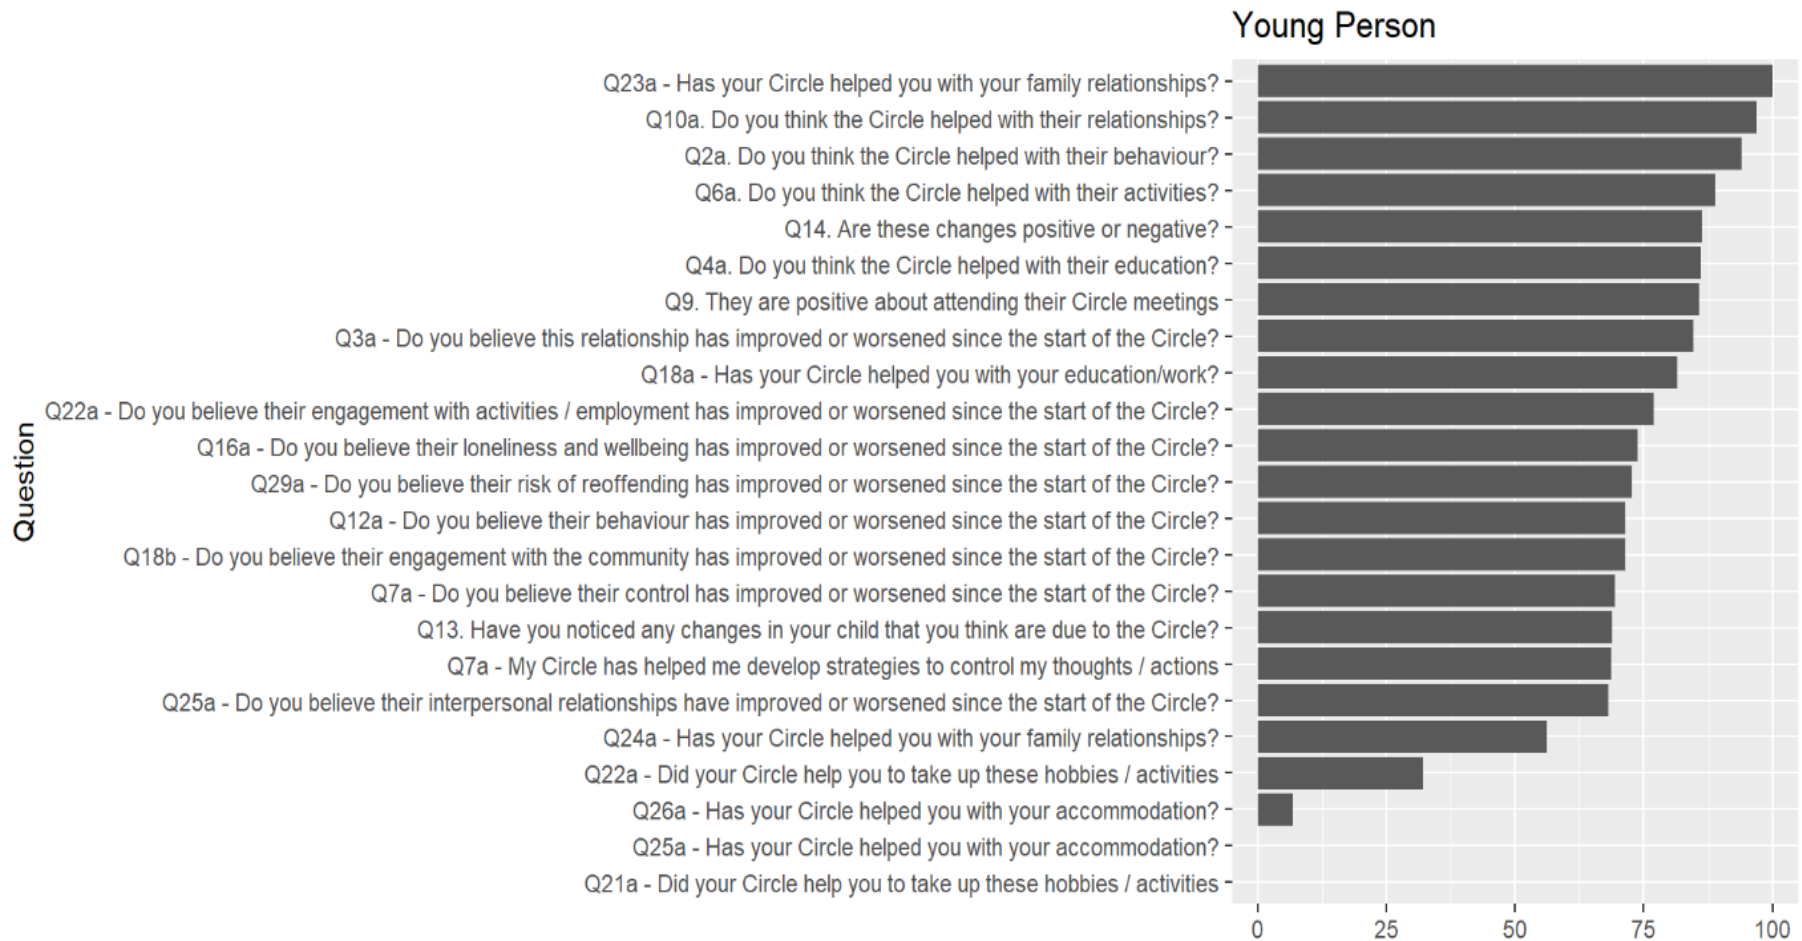 Young Person
Q23a - Has your Circle helped you with your family relationships?
Q10a. Do you think the Circle helped with their relationships?
Q2a. Do you think the Circle helped with their behaviour?
Q6a. Do you think the Circle helped with their activities?
Q14. Are these changes positive or negative?
Q4a. Do you think the Circle helped with their education?
Q9. They are positive about attending their Circle meetings
Q3a - Do you believe this relationship has improved or worsened since the start of the Circle?
Q18a - Has your Circle helped you with your education/work?
Q22a - Do you believe their engagement with activities / employment has improved or worsened since the start of the Circle?
Q16a - Do you believe their loneliness and wellbeing has improved or worsened since the start of the Circle?
Q29a - Do you believe their risk of reoffending has improved or worsened since the start of the Circle?
Q12a - Do you believe their behaviour has improved or worsened since the start of the Circle?
Q18b - Do you believe their engagement with the community has improved or worsened since the start of the Circle?
Q7a - Do you believe their control has improved or worsened since the start of the Circle?
Q13. Have you noticed any changes in your child that you think are due to the Circle?
Q7a - My Circle has helped me develop strategies to control my thoughts / actions
Q25a - Do you believe their interpersonal relationships have improved or worsened since the start of the Circle?
Q24a - Has your Circle helped you with your family relationships?
Q22a - Did your Circle help you to take up these hobbies / activities
Q26a - Has your Circle helped you with your accommodation?
Q25a - Has your Circle helped you with your accommodation?
Q21a - Did your Circle help you to take up these hobbies / activities
Question
0 25 50 75 100